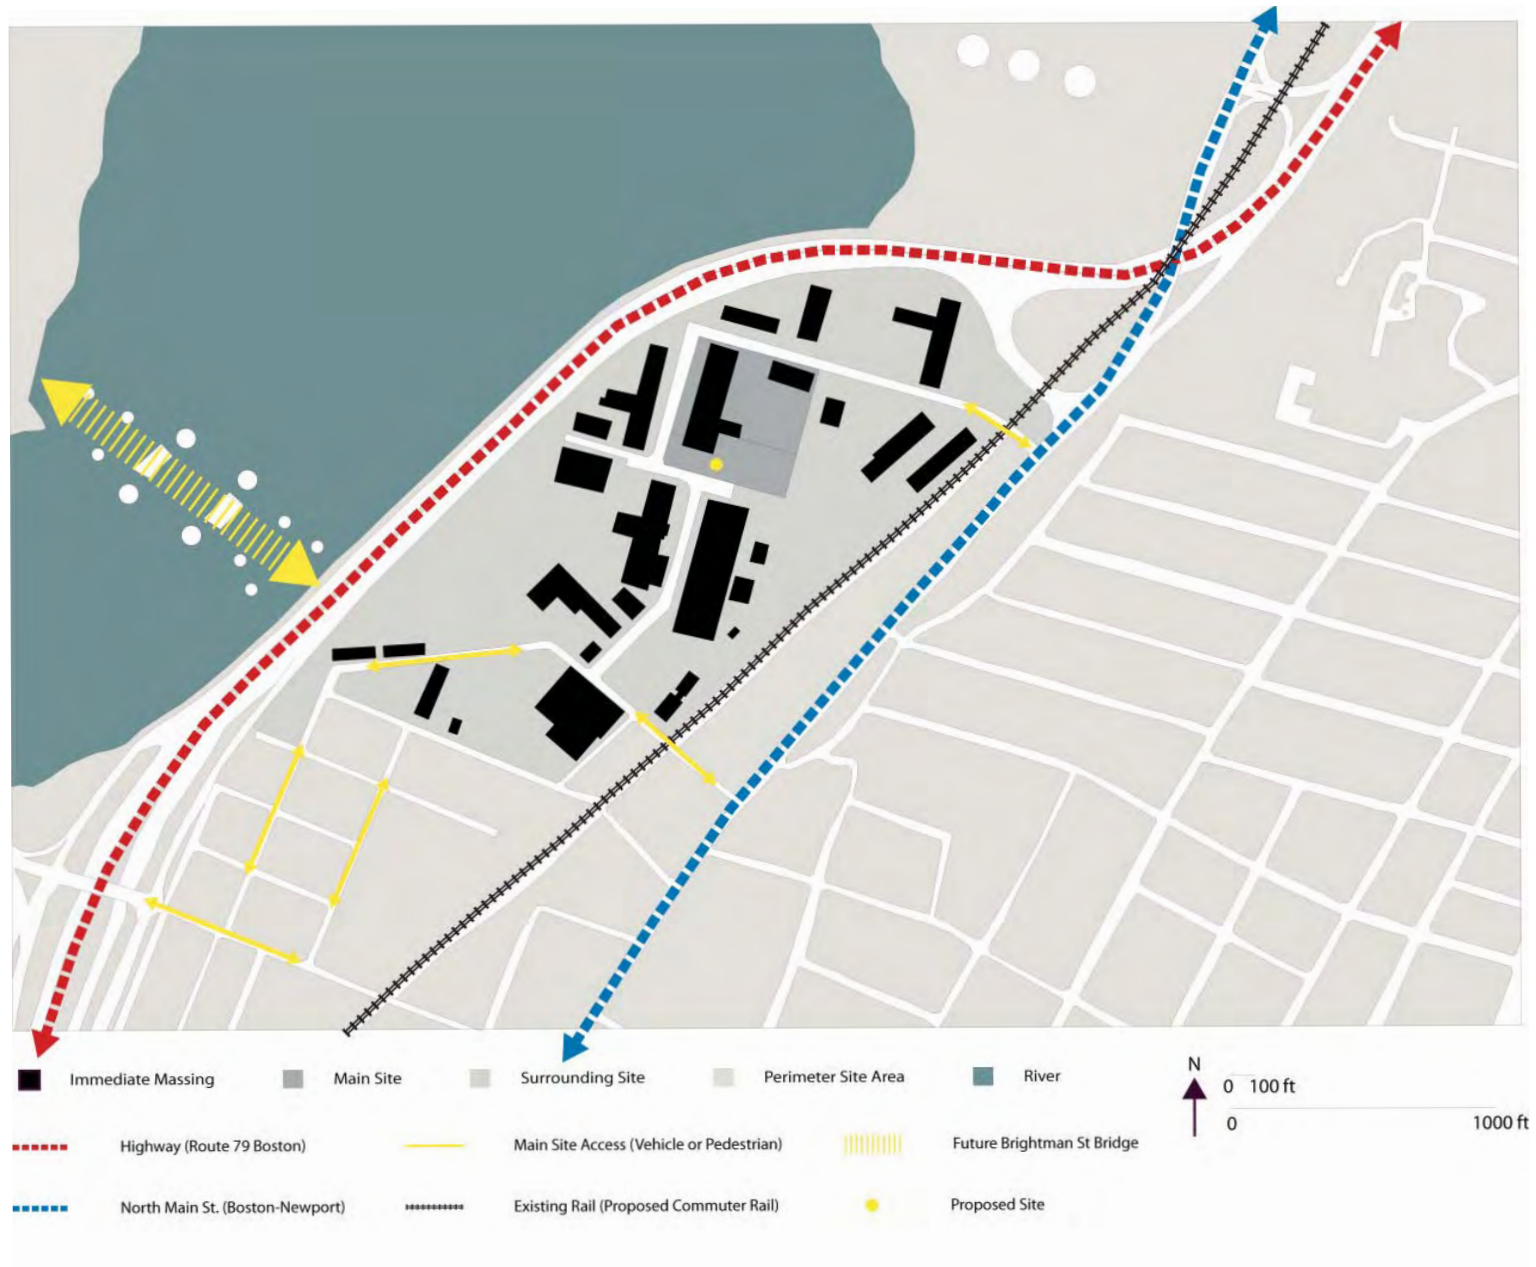 Immediate Massing
Main Site
Surrounding Site
Perimeter Site Area
River
N
0 100 ft
0 1000 ft
Highway (Route 79 Boston)
Main Site Access (Vehicle or Pedestrian)
Future Brightman St Bridge
North Main St. (Boston-Newport)
Existing Rail (Proposed Commuter Rail)
Proposed Site